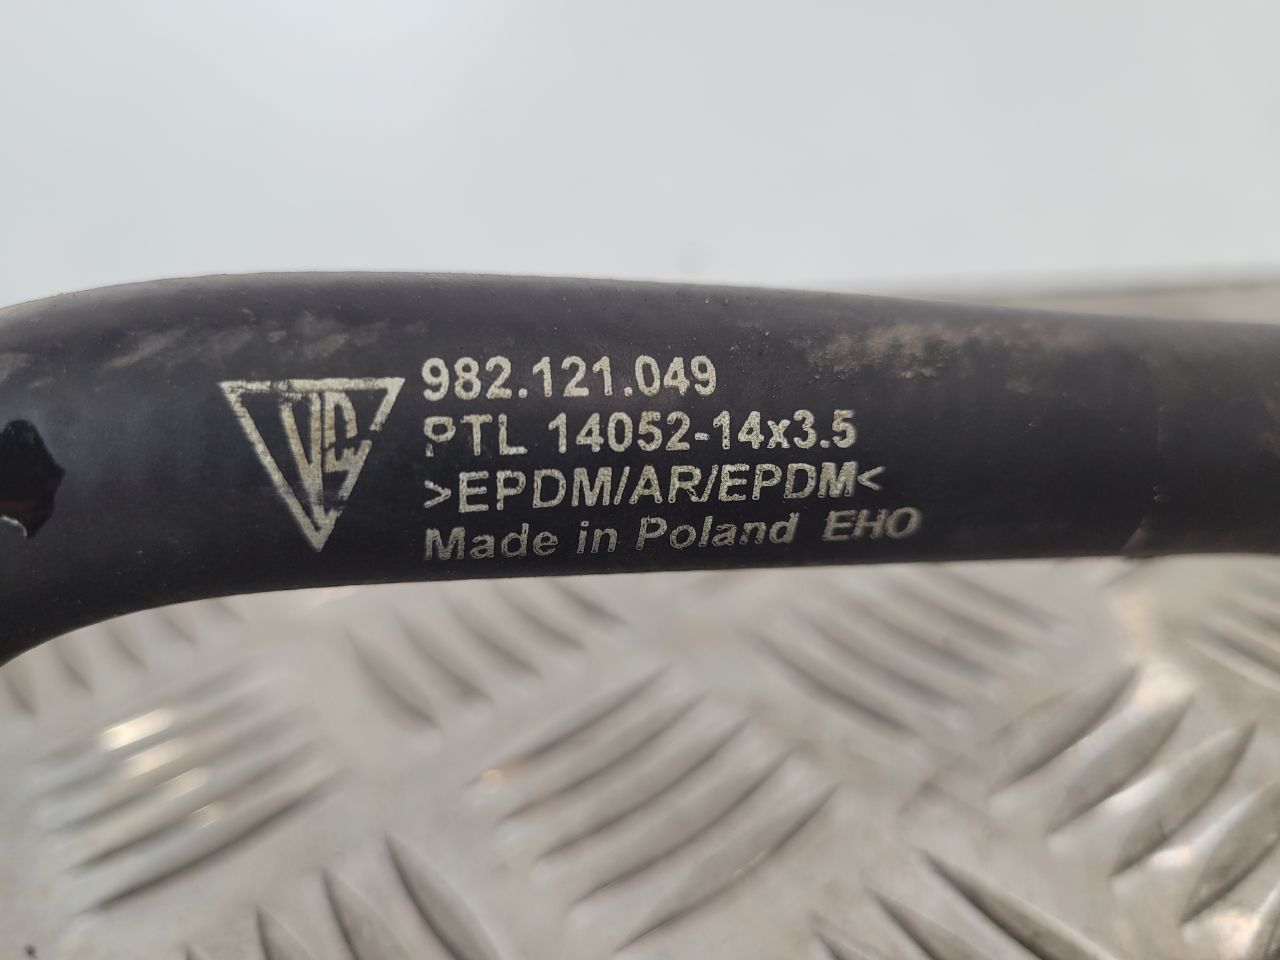 982.121.049
PTL 14052-14x3.5
>EPDM/AR/EPDM<
Made in Poland EHO